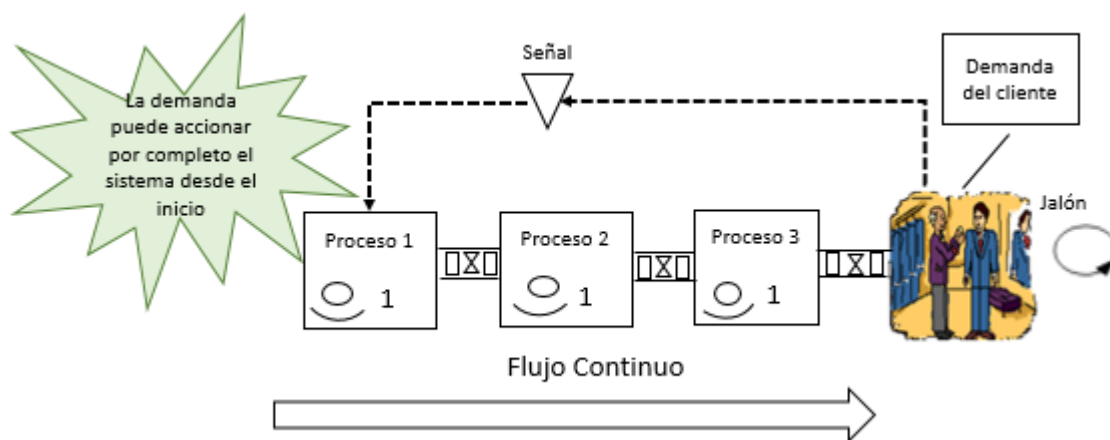 Señal
Demanda
del cliente
La demanda
puede accionar
por completo el
sistema desde el
inicio
Jalón
Proceso 1
1
Proceso 2
1
Proceso 3
1
Flujo Continuo